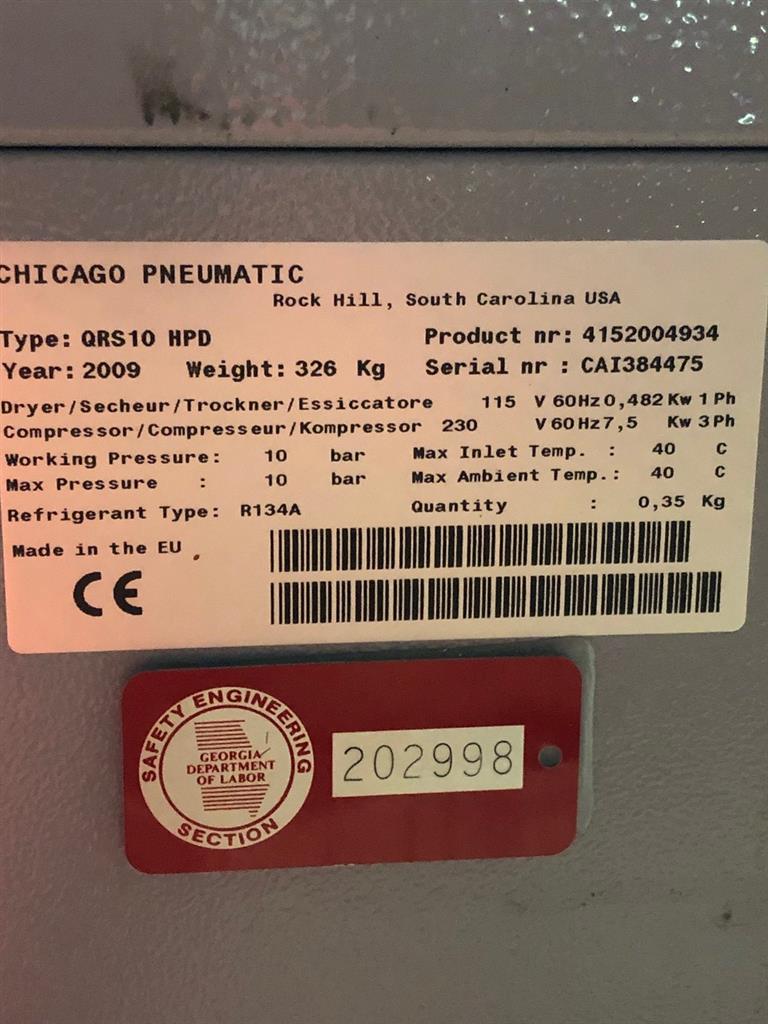 CHICAGO PNEUMATIC
Rock Hill, South Carolina USA
Type: QRS10 HPD Product nr: 4152004934
Year: 2009 Weight: 326 Kg Serial nr : CAI384475
Dryer/Secheur/Trockner/Essiccatore 115 V 60Hz 0,482 Kw 1 Ph
Compressor/Compresseur/Kompressor 230 V 60Hz 7,5 Kw 3 Ph
Working Pressure: 10 bar Max Inlet Temp. : 40 C
Max Pressure : 10 bar Max Ambient Temp.: 40 C
Refrigerant Type: R134A Quantity : 0,35 Kg
Made in the EU
CE
SAFETY ENGINEERING
GEORGIA
DEPARTMENT
OF LABOR
SECTION
202998